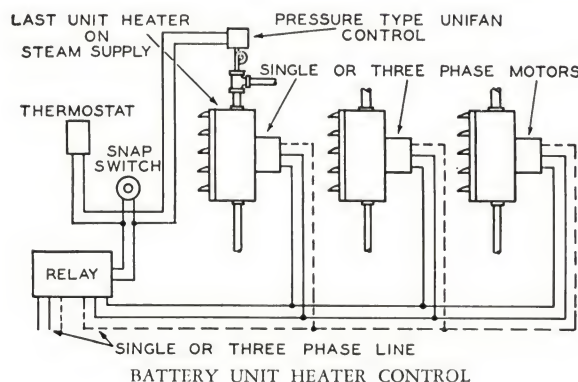 LAST UNIT HEATER
ON
STEAM SUPPLY
PRESSURE TYPE UNIFAN
CONTROL
SINGLE OR THREE PHASE MOTORS
THERMOSTAT
SNAP
SWITCH
RELAY
SINGLE OR THREE PHASE LINE
BATTERY UNIT HEATER CONTROL